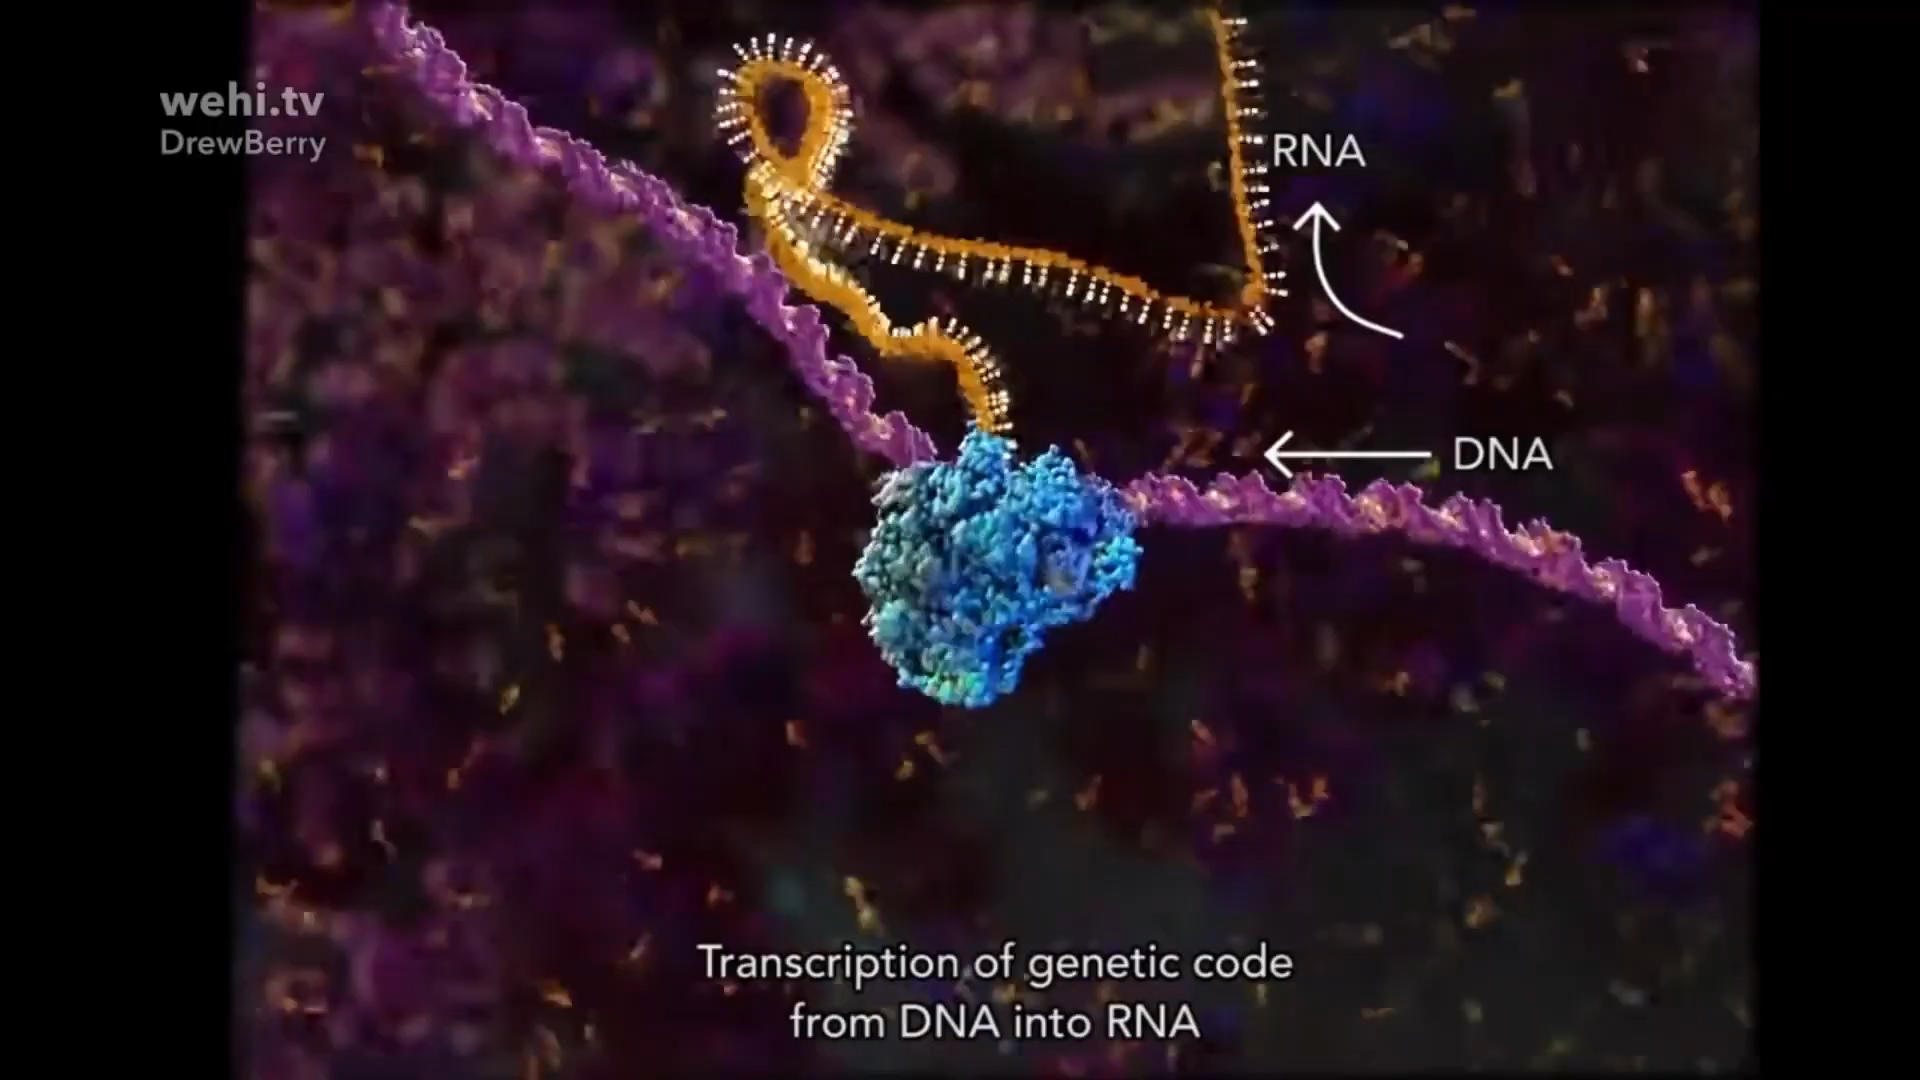 wehi.tv
DrewBerry
RNA
DNA
Transcription of genetic code
from DNA into RNA